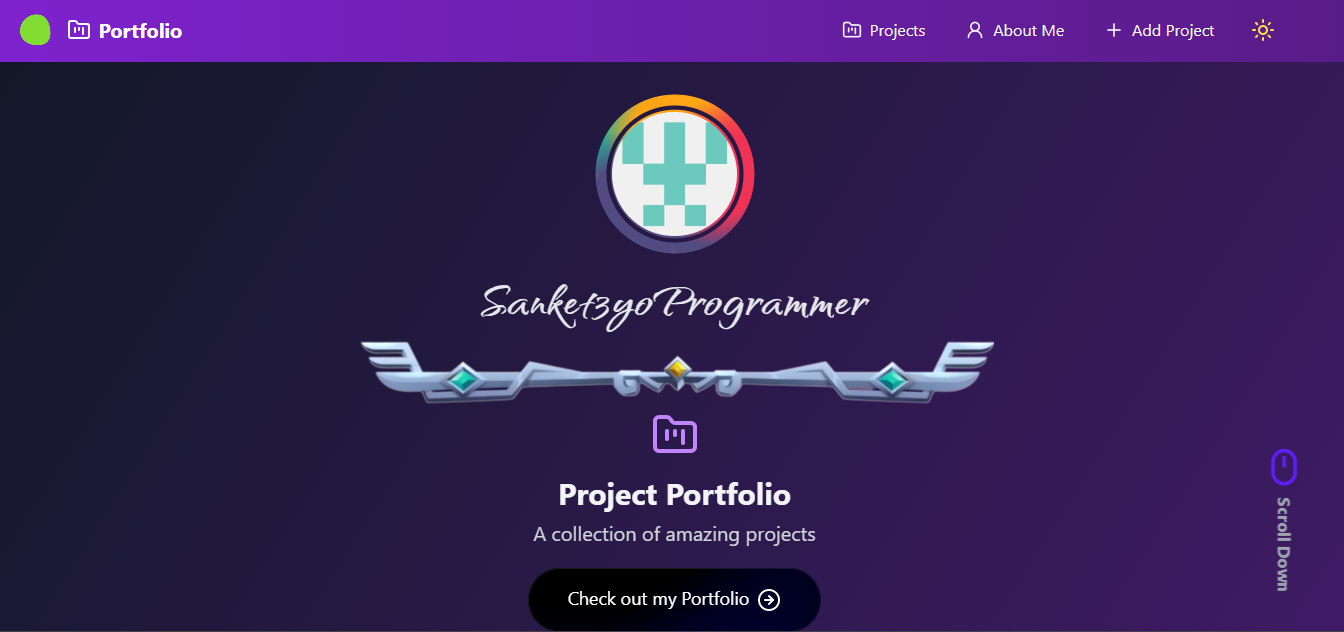 Portfolio
Projects
About Me
Add Project
Sanket3yoProgrammer
Project Portfolio
A collection of amazing projects
Check out my Portfolio
Scroll Down